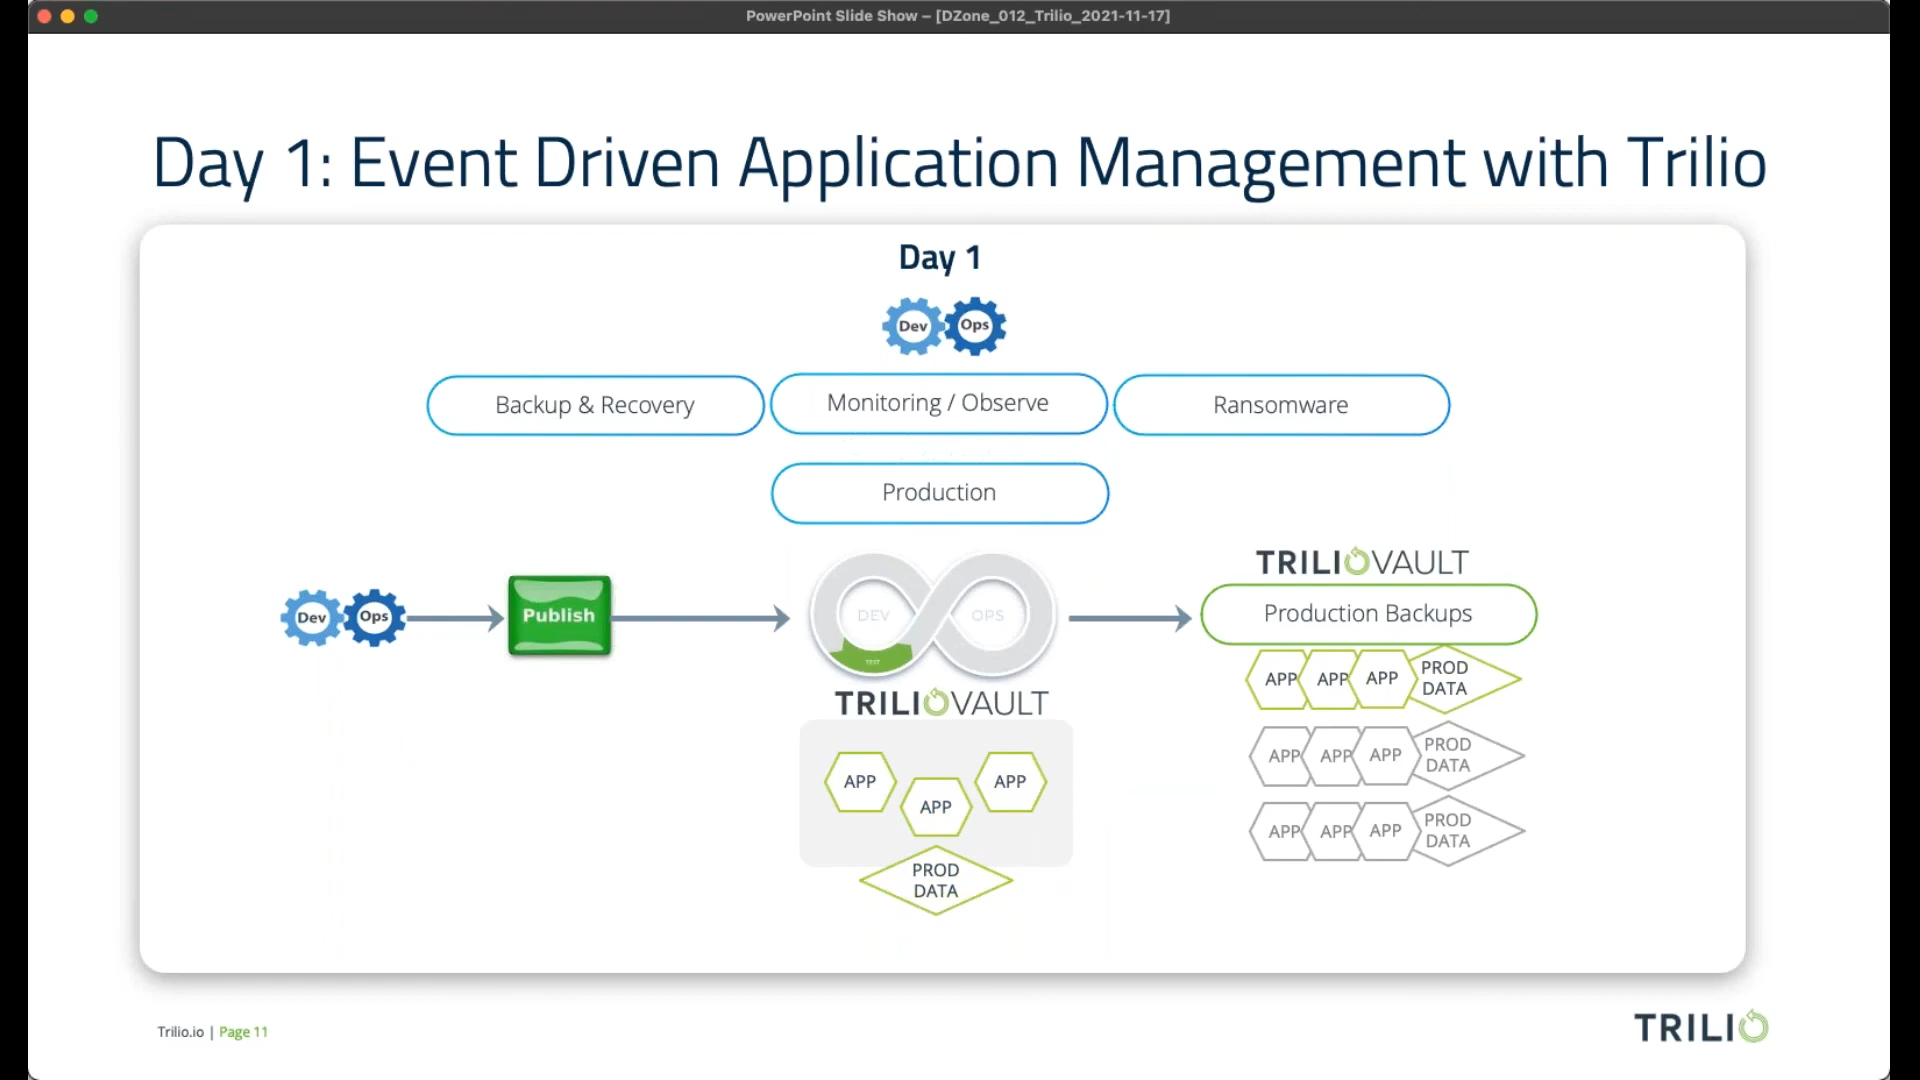 PowerPoint Slide Show – [DZone_012_Trilio_2021-11-17]
Day 1: Event Driven Application Management with Trilio
Day 1
Dev Ops
Backup & Recovery
Monitoring / Observe
Ransomware
Production
Dev Ops
Publish
DEV OPS
TEST
TRILIOVAULT
APP
APP
APP
PROD
DATA
TRILIOVAULT
Production Backups
APP APP APP PROD
DATA
APP APP APP PROD
DATA
APP APP APP PROD
DATA
Trilio.io | Page 11
TRILIO